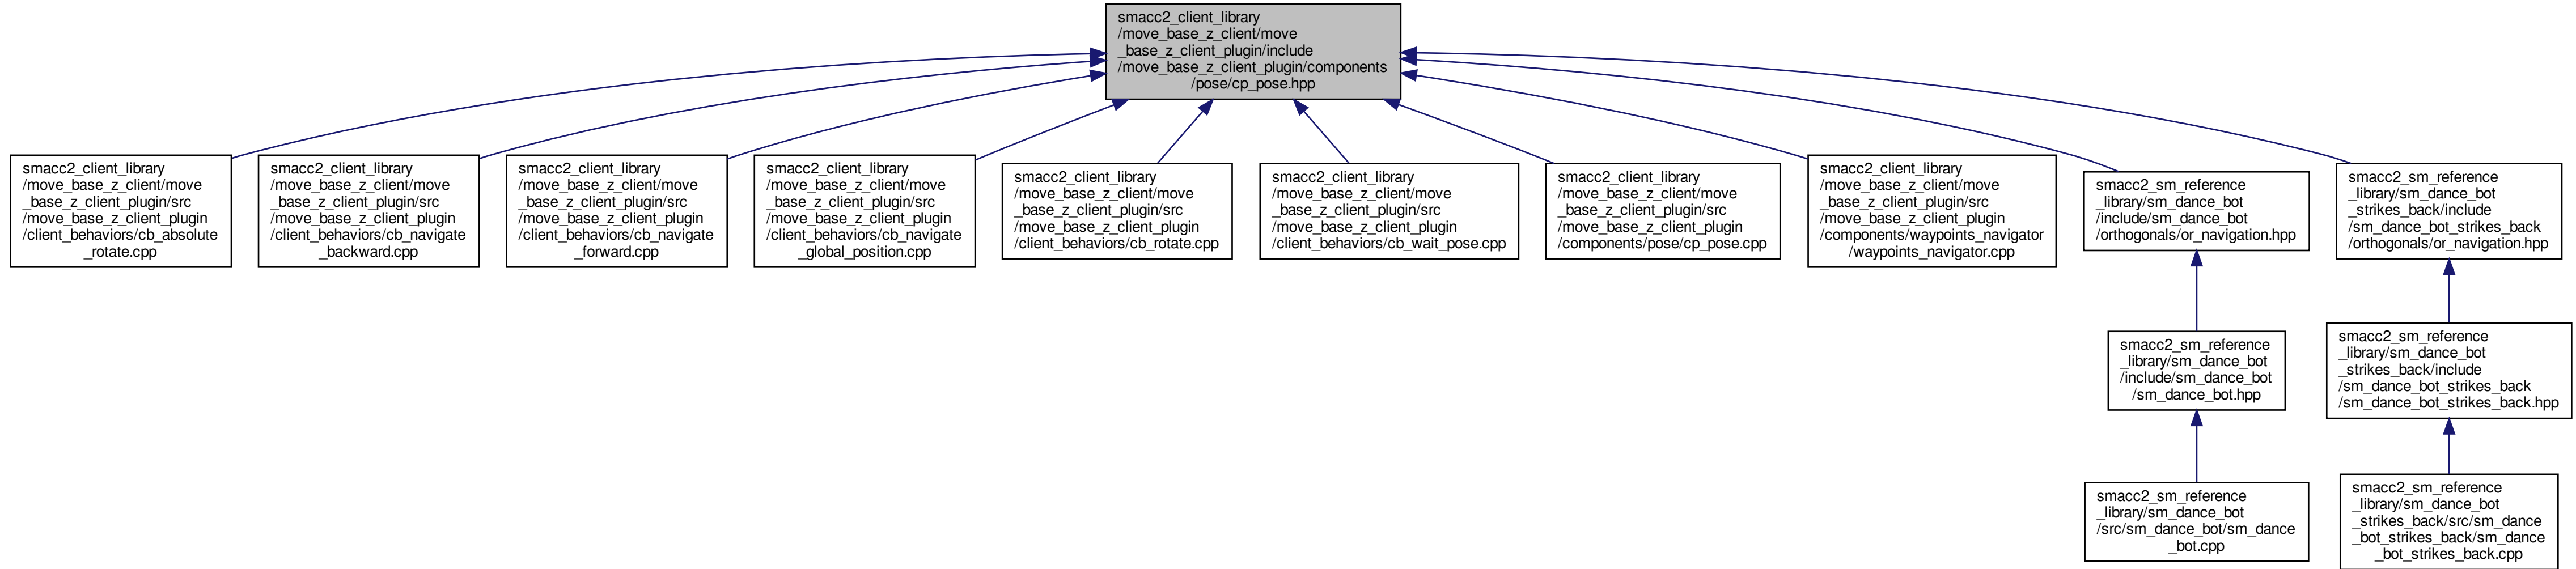 smacc2_client_library
/move_base_z_client/move
_base_z_client_plugin/include
/move_base_z_client_plugin/components
/pose/cp_pose.hpp
smacc2_client_library
/move_base_z_client/move
_base_z_client_plugin/src
/move_base_z_client_plugin
/client_behaviors/cb_absolute
_rotate.cpp
smacc2_client_library
/move_base_z_client/move
_base_z_client_plugin/src
/move_base_z_client_plugin
/client_behaviors/cb_navigate
_backward.cpp
smacc2_client_library
/move_base_z_client/move
_base_z_client_plugin/src
/move_base_z_client_plugin
/client_behaviors/cb_navigate
_forward.cpp
smacc2_client_library
/move_base_z_client/move
_base_z_client_plugin/src
/move_base_z_client_plugin
/client_behaviors/cb_navigate
_global_position.cpp
smacc2_client_library
/move_base_z_client/move
_base_z_client_plugin/src
/move_base_z_client_plugin
/client_behaviors/cb_rotate.cpp
smacc2_client_library
/move_base_z_client/move
_base_z_client_plugin/src
/move_base_z_client_plugin
/client_behaviors/cb_wait_pose.cpp
smacc2_client_library
/move_base_z_client/move
_base_z_client_plugin/src
/move_base_z_client_plugin
/components/pose/cp_pose.cpp
smacc2_client_library
/move_base_z_client/move
_base_z_client_plugin/src
/move_base_z_client_plugin
/components/waypoints_navigator
/waypoints_navigator.cpp
smacc2_sm_reference
_library/sm_dance_bot
/include/sm_dance_bot
/orthogonals/or_navigation.hpp
smacc2_sm_reference
_library/sm_dance_bot
_strikes_back/include
/sm_dance_bot_strikes_back
/orthogonals/or_navigation.hpp
smacc2_sm_reference
_library/sm_dance_bot
/include/sm_dance_bot
/sm_dance_bot.hpp
smacc2_sm_reference
_library/sm_dance_bot
_strikes_back/include
/sm_dance_bot_strikes_back
/sm_dance_bot_strikes_back.hpp
smacc2_sm_reference
_library/sm_dance_bot
/src/sm_dance_bot/sm_dance
_bot.cpp
smacc2_sm_reference
_library/sm_dance_bot
_strikes_back/src/sm_dance
_bot_strikes_back/sm_dance
_bot_strikes_back.cpp